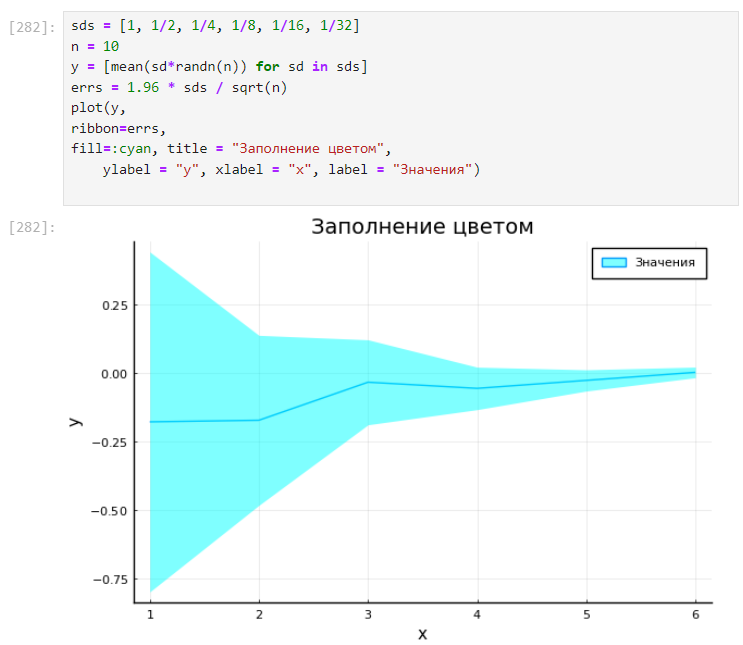 [282]:
sds = [1, 1/2, 1/4, 1/8, 1/16, 1/32]
n = 10
y = [mean(sd*randn(n)) for sd in sds]
errs = 1.96 * sds / sqrt(n)
plot(y,
ribbon=errs,
fill=:cyan, title = "Заполнение цветом",
ylabel = "y", xlabel = "x", label = "Значения")
[282]:
Заполнение цветом
Значения
0.25
0.00
−0.25
−0.50
−0.75
y
1 2 3 4 5 6
x